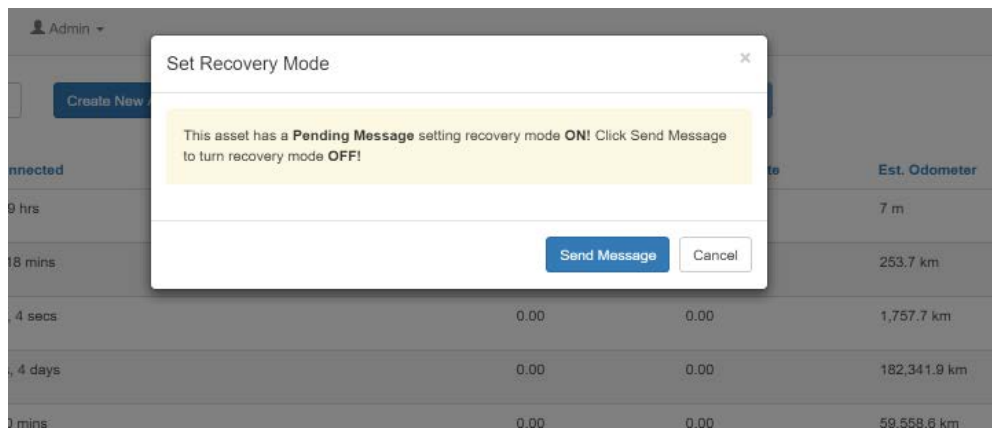 Admin
Set Recovery Mode
×
Create New
This asset has a Pending Message setting recovery mode ON! Click Send Message
to turn recovery mode OFF!
nnected
te
Est. Odometer
9 hrs
7 m
Send Message
Cancel
18 mins
253.7 km
, 4 secs
0.00
0.00
1,757.7 km
, 4 days
0.00
0.00
182,341.9 km
0 mins
0.00
0.00
59,558.6 km